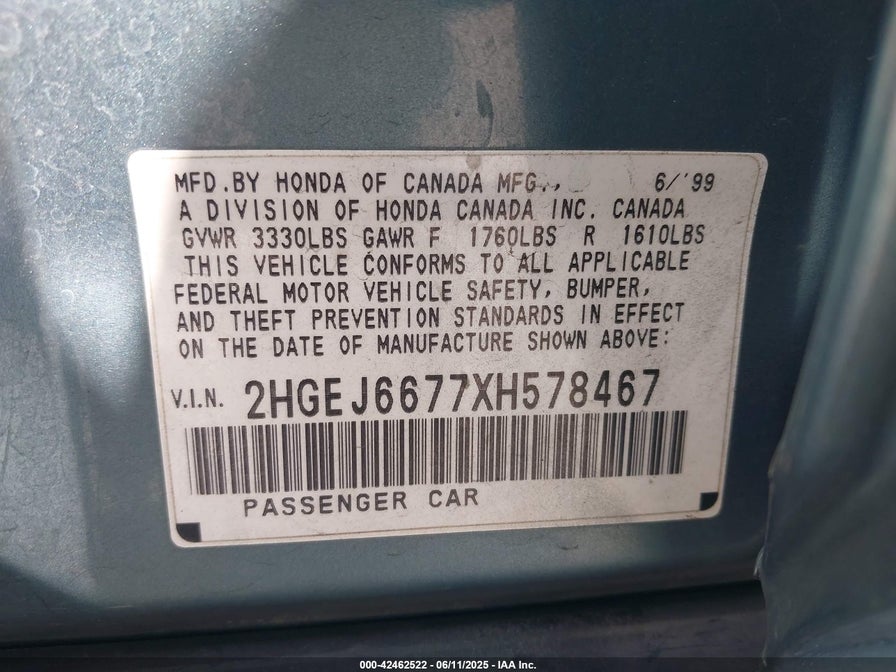 MFD.BY HONDA OF CANADA MFG., 6/'99
A DIVISION OF HONDA CANADA INC. CANADA
GVWR 3330LBS GAWR F 1760LBS R 1610LBS
THIS VEHICLE CONFORMS TO ALL APPLICABLE
FEDERAL MOTOR VEHICLE SAFETY, BUMPER,
AND THEFT PREVENTION STANDARDS IN EFFECT
ON THE DATE OF MANUFACTURE SHOWN ABOVE:
V.I.N. 2HGEJ6677XH578467
PASSENGER CAR
000-42462522 - 06/11/2025 - IAA Inc.